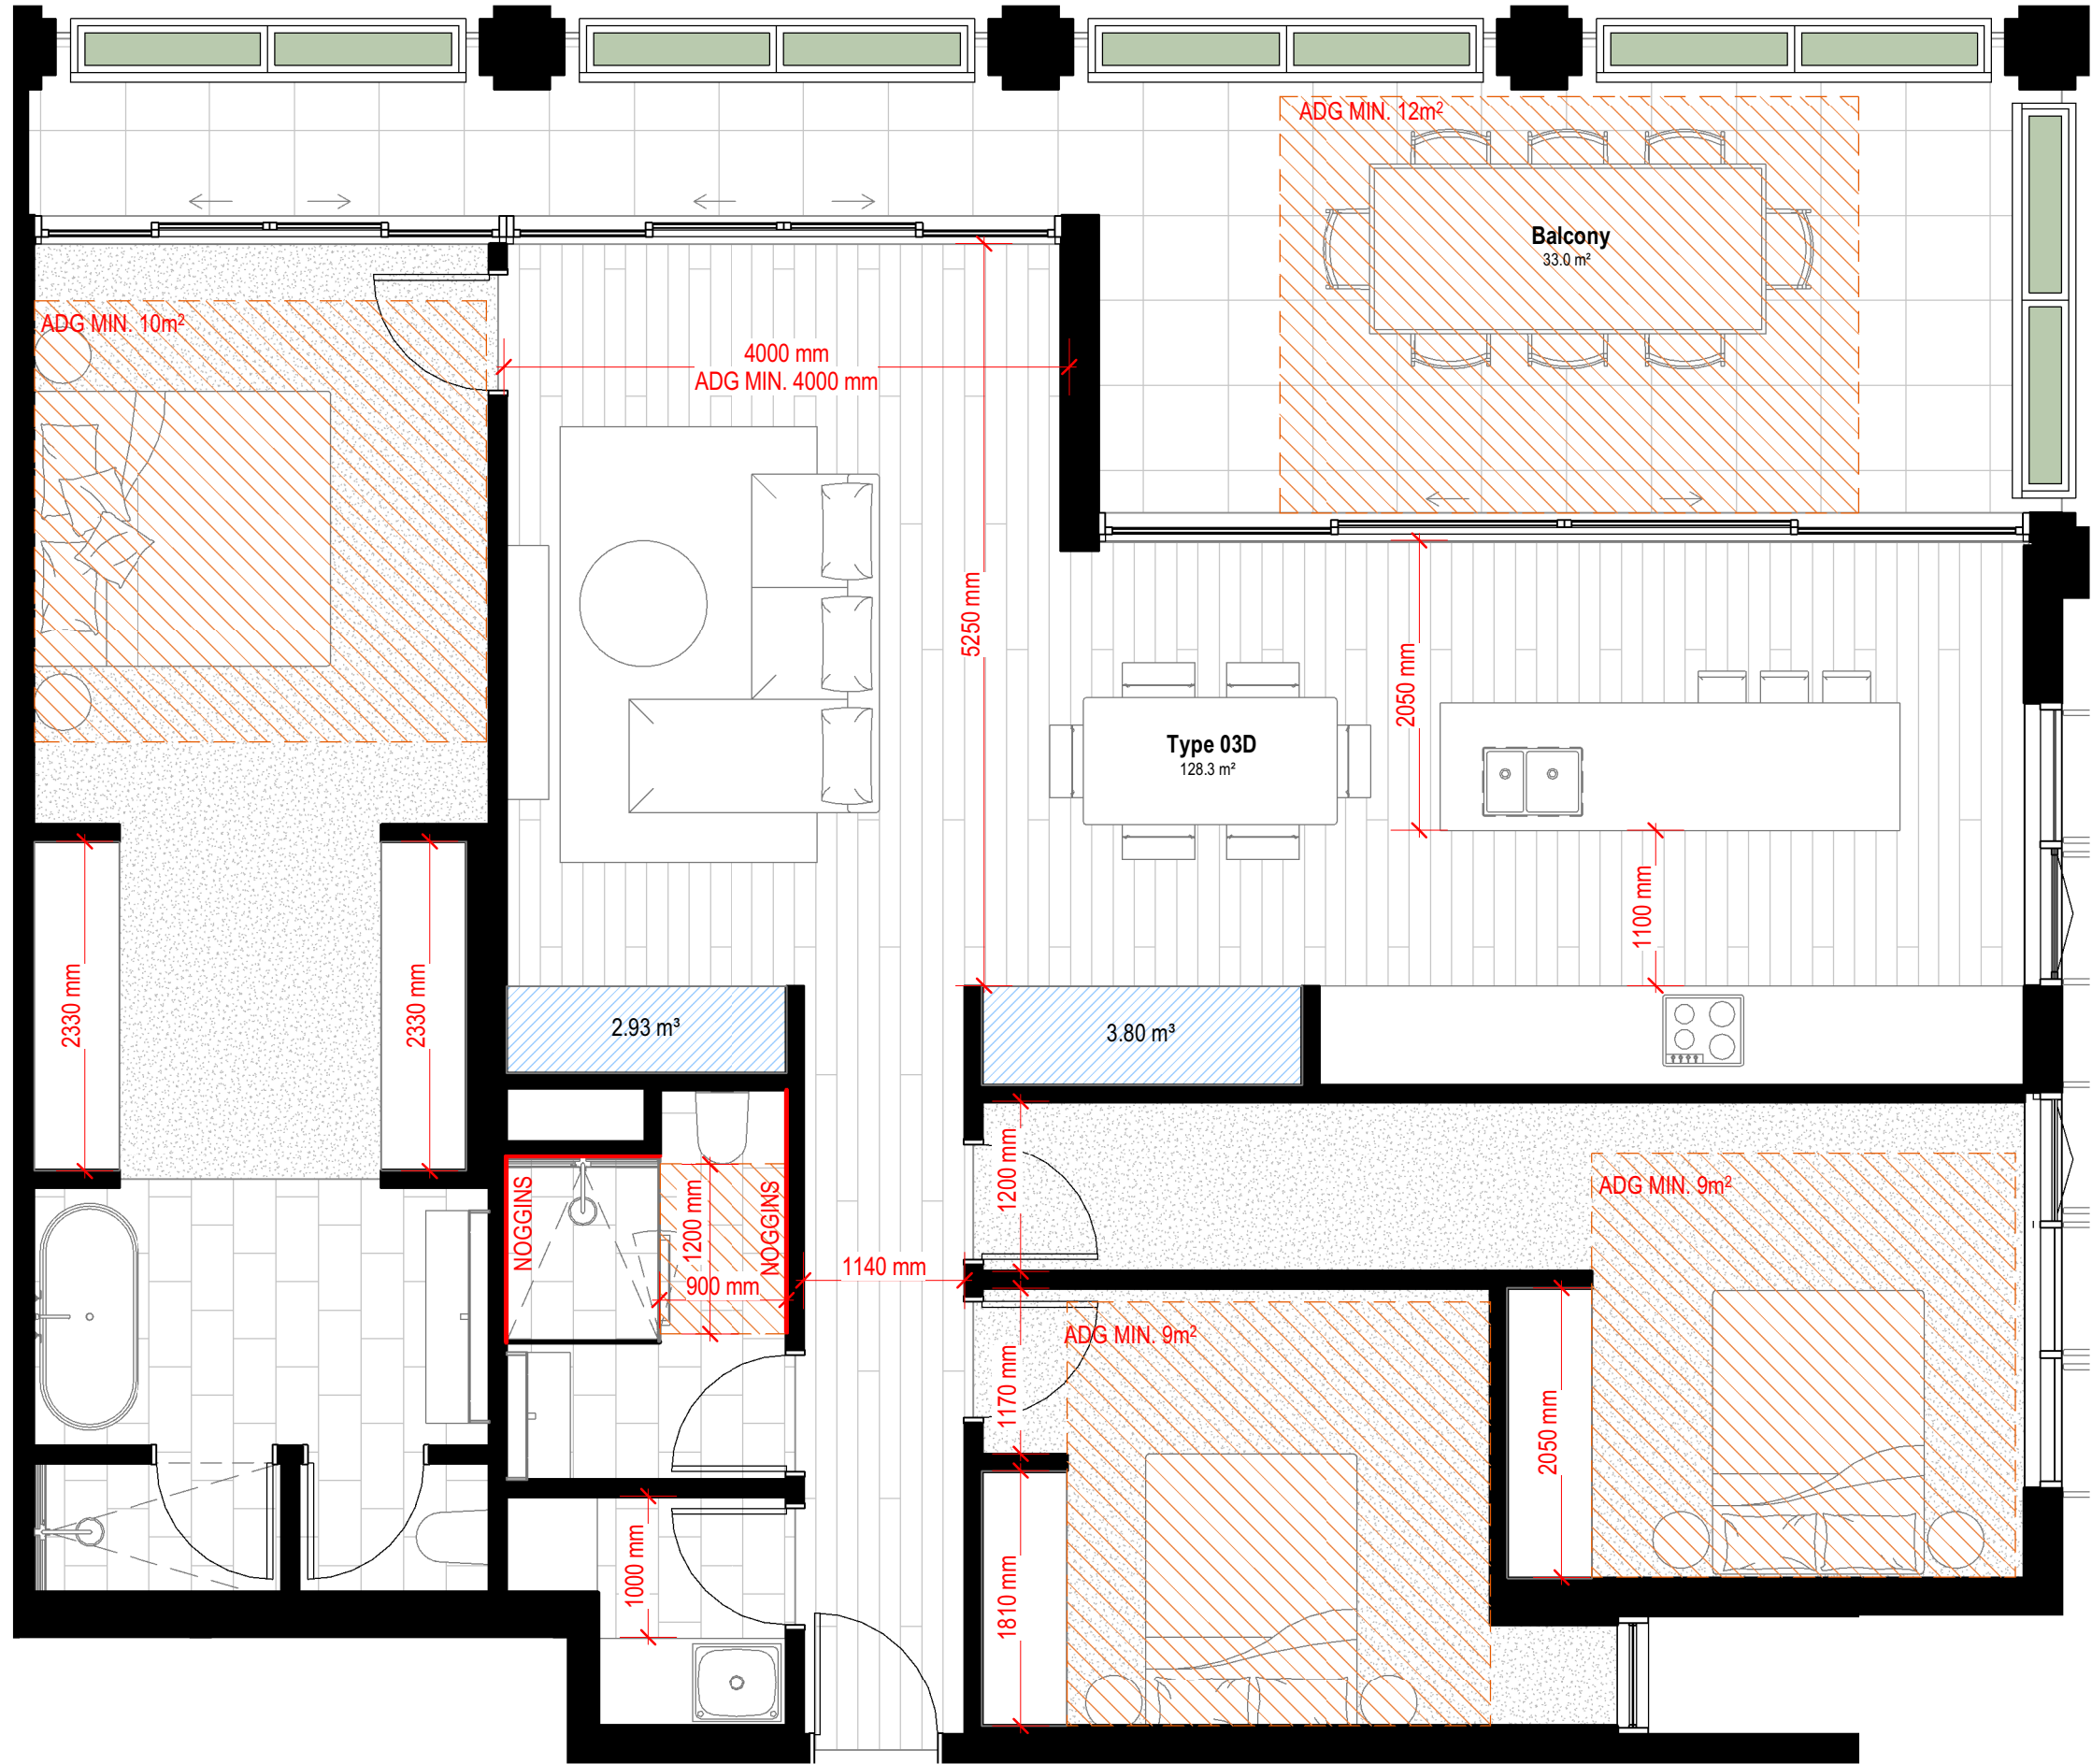 ADG MIN. 12m²
Balcony
33.0 m²
ADG MIN. 10m²
4000 mm
ADG MIN. 4000 mm
5250 mm
2050 mm
Type 03D
128.3 m²
1100 mm
2330 mm
2330 mm
2.93 m³
3.80 m³
NOGGINS
1200 mm
NOGGINS
900 mm
1140 mm
1200 mm
ADG MIN. 9m²
ADG MIN. 9m²
1170 mm
2050 mm
1000 mm
1810 mm